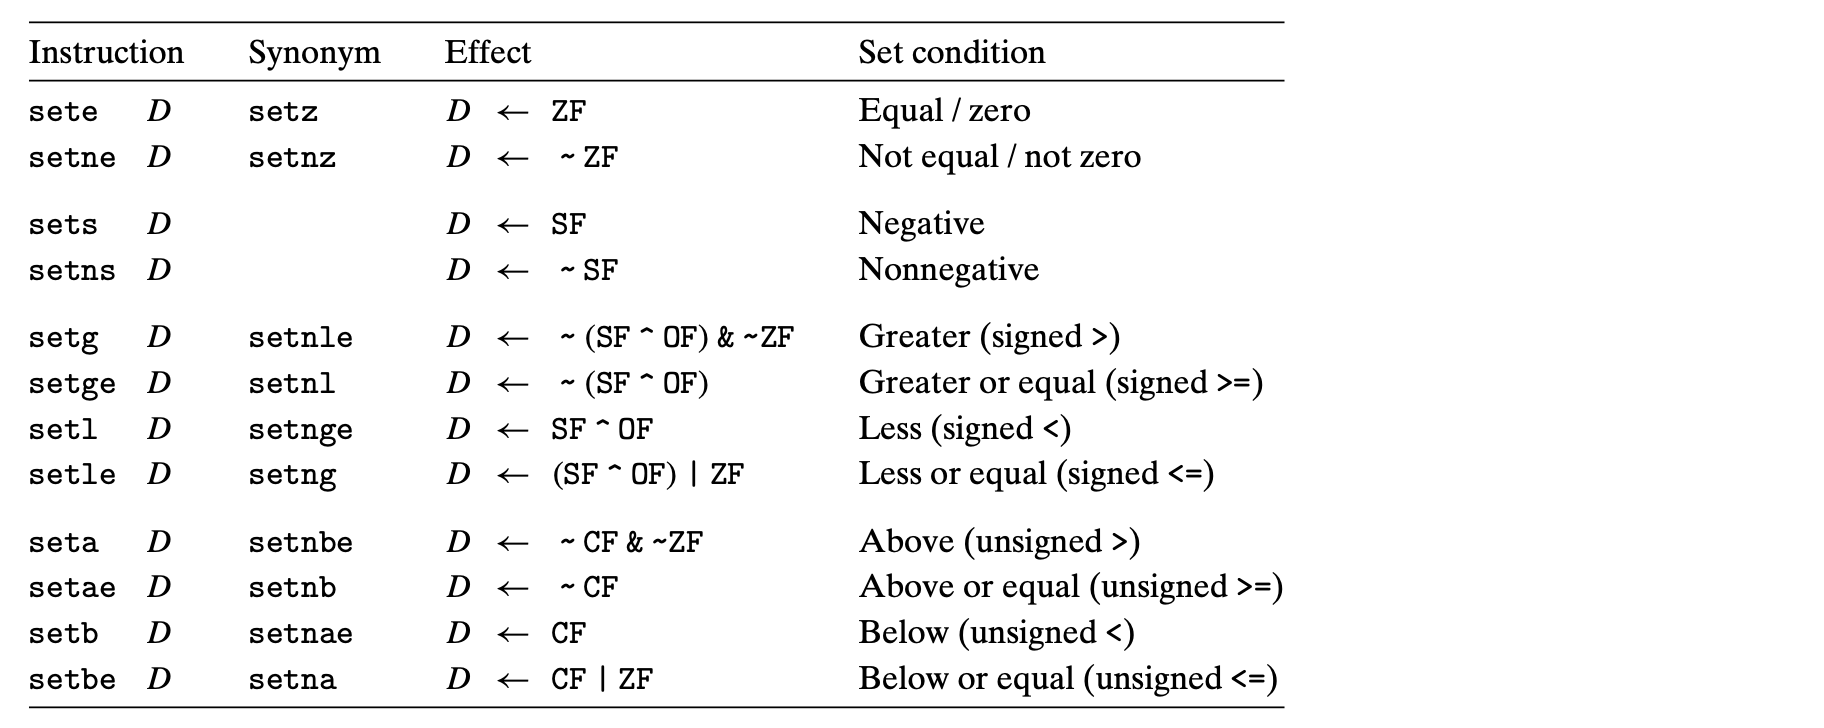 Instruction Synonym Effect Set condition
sete D setz D ← ZF Equal / zero
setne D setnz D ← ~ZF Not equal / not zero
sets D D ← SF Negative
setns D D ← ~SF Nonnegative
setg D setnle D ← ~(SF ^ OF) & ~ZF Greater (signed >)
setge D setnl D ← ~(SF ^ OF) Greater or equal (signed >=)
setl D setnge D ← SF ^ OF Less (signed <)
setle D setng D ← (SF ^ OF) | ZF Less or equal (signed <=)
seta D setnbe D ← ~CF & ~ZF Above (unsigned >)
setae D setnb D ← ~CF Above or equal (unsigned >=)
setb D setnae D ← CF Below (unsigned <)
setbe D setna D ← CF | ZF Below or equal (unsigned <=)